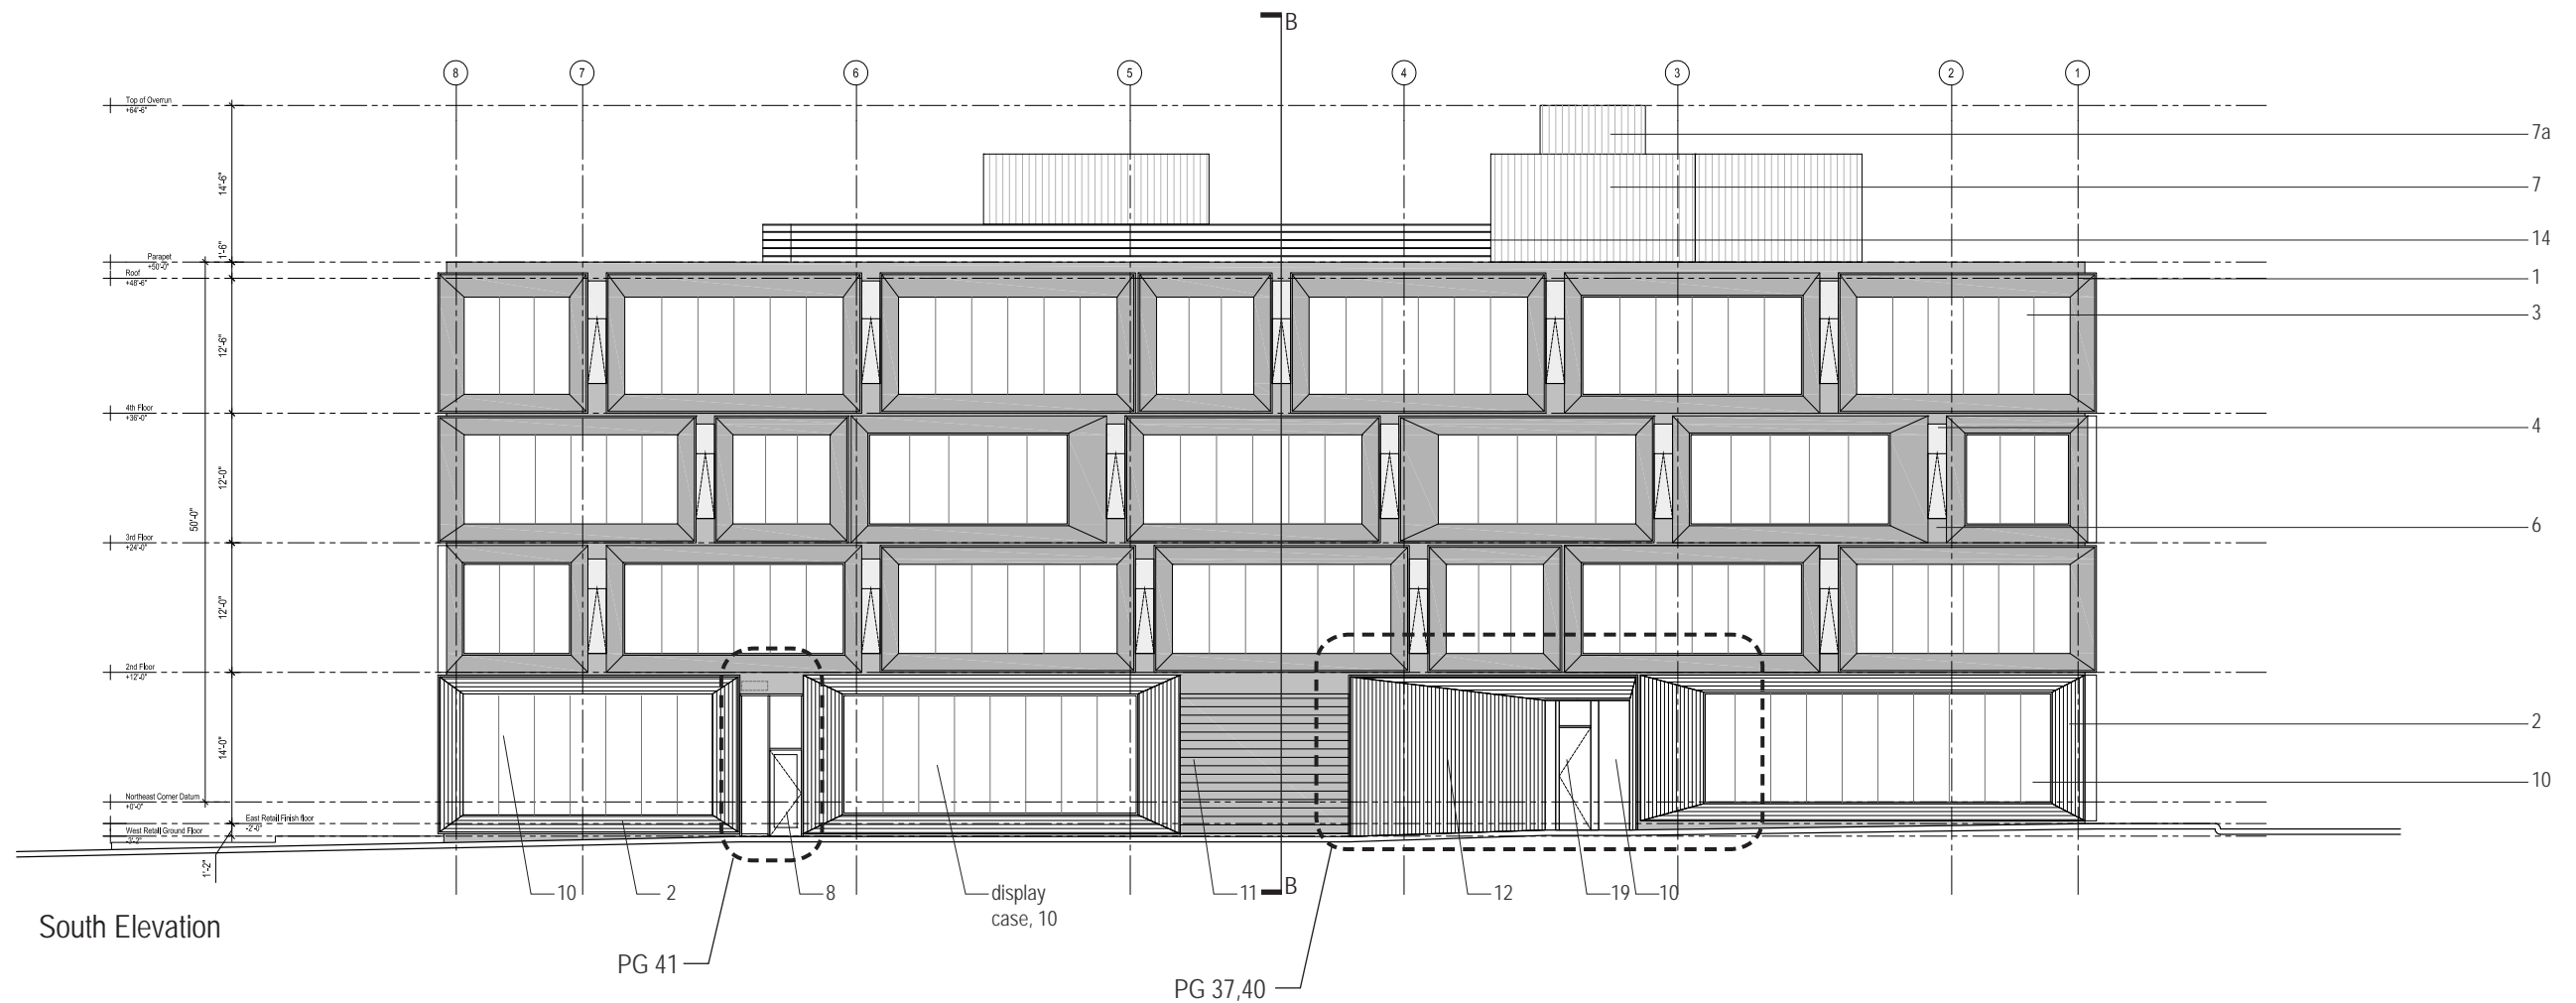 B
8
7
6
5
4
3
2
1
Top of Overrun
+64'-6"
7a
14'-6"
7
1'-6"
14
Parapet
+50'-0"
Roof
+48'-6"
1
3
12'-6"
4th Floor
+36'-0"
4
12'-0"
50'-0"
6
3rd Floor
+24'-0"
12'-0"
2nd Floor
+12'-0"
2
14'-0"
10
Northeast Corner Datum
+0'-0"
East Retail Finish floor
-2'-0"
West Retail Ground Floor
-3'-2"
1'-2"
10
2
8
display
case, 10
11
B
12
19
10
South Elevation
PG 41
PG 37,40